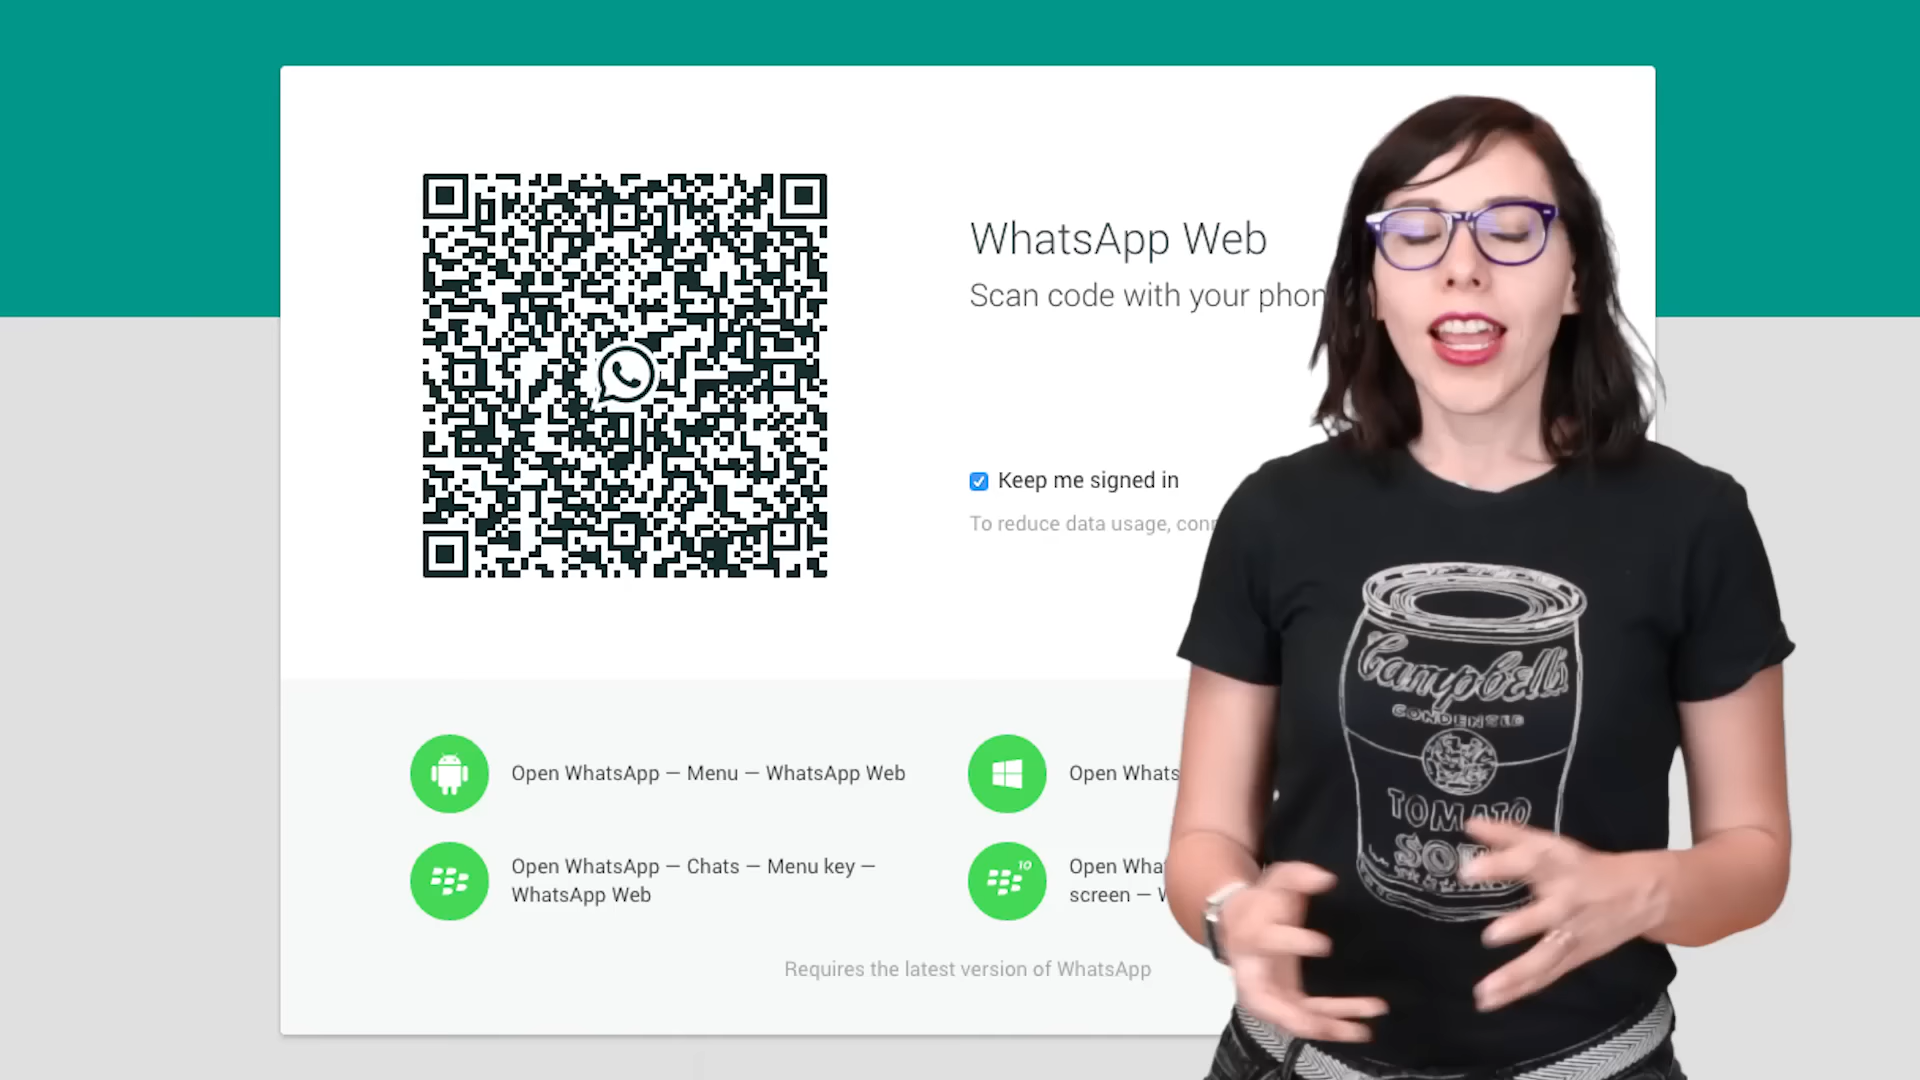 WhatsApp Web
Scan code with your phon
Keep me signed in
To reduce data usage, con
Open WhatsApp — Menu — WhatsApp Web
Open Whats
Open WhatsApp — Chats — Menu key —
WhatsApp Web
10
Open Wha
screen — W
Requires the latest version of WhatsApp
Campbell's
CONDENSED
TOMATO